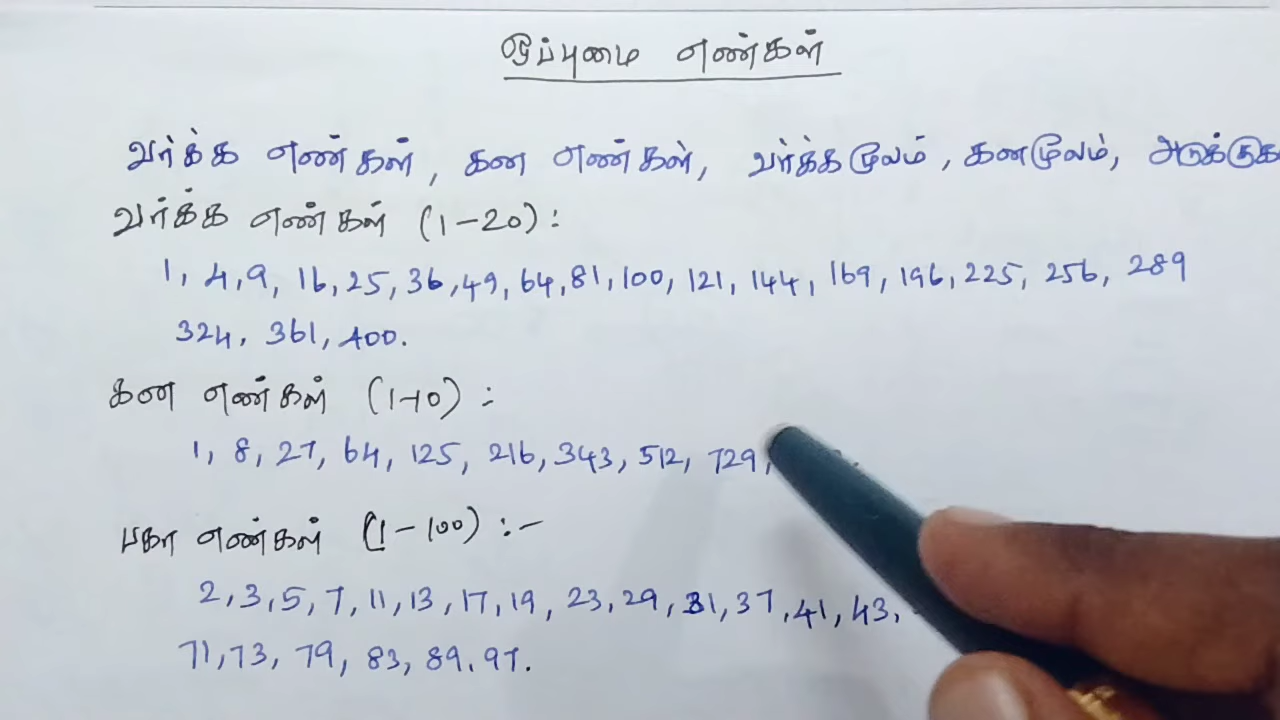 ஒப்புமை எண்கள்
வர்க்க எண்கள், கன எண்கள், வர்க்கமூலம், கனமூலம்,
வர்க்க எண்கள் (1-20):
1, 4, 9, 16, 25, 36, 49, 64, 81, 100, 121, 144, 169, 196, 225, 256, 289
324, 361, 400.
கன எண்கள் (1-10):
1, 8, 27, 64, 125, 216, 343, 512, 729,
பகா எண்கள் (1-100):-
2, 3, 5, 7, 11, 13, 17, 19, 23, 29, 31, 37, 41, 43,
71, 73, 79, 83, 89. 97.